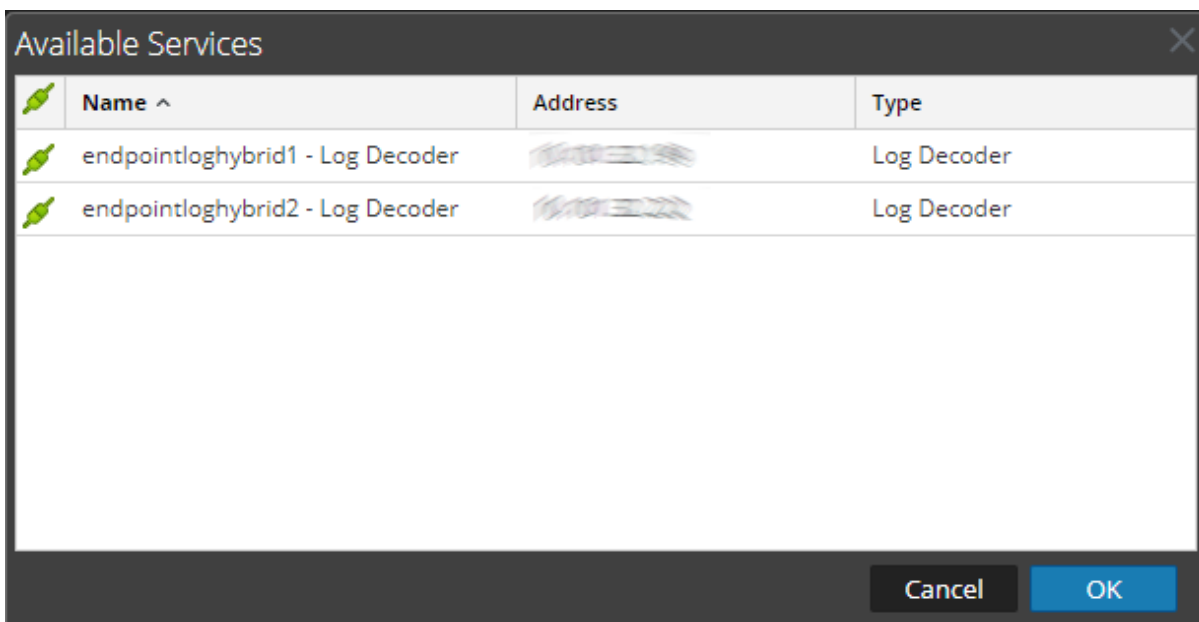 Available Services
Name Address Type
endpointloghybrid1 - Log Decoder Log Decoder
endpointloghybrid2 - Log Decoder Log Decoder
Cancel OK